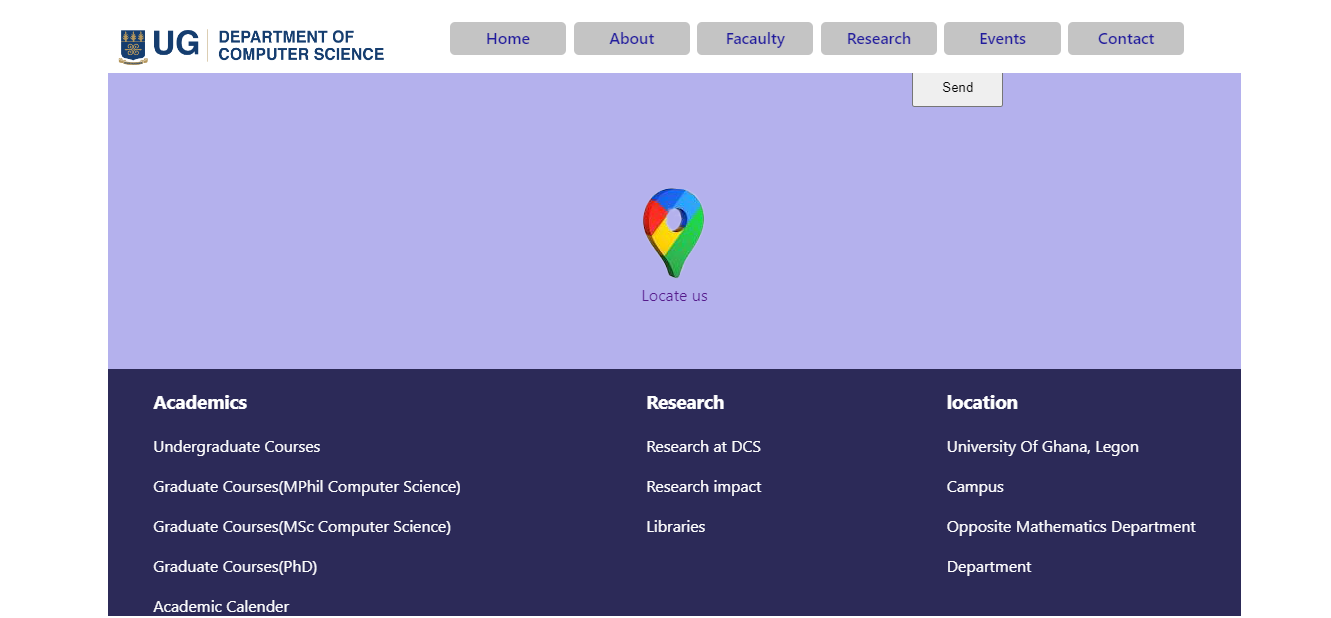 UG
DEPARTMENT OF
COMPUTER SCIENCE
Home
About
Facaulty
Research
Events
Contact
Send
Locate us
Academics
Undergraduate Courses
Graduate Courses(MPhil Computer Science)
Graduate Courses(MSc Computer Science)
Graduate Courses(PhD)
Academic Calender
Research
Research at DCS
Research impact
Libraries
location
University Of Ghana, Legon
Campus
Opposite Mathematics Department
Department